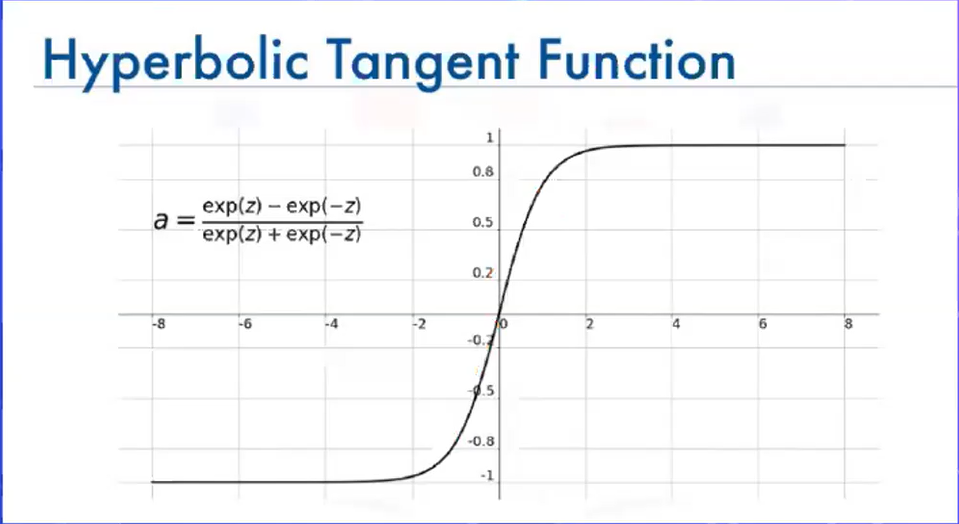 Hyperbolic Tangent Function
a = exp(z) − exp(−z)
exp(z) + exp(−z)
1
0.8
0.5
0.2
-8 -6 -4 -2 0 2 4 6 8
-0.2
-0.5
-0.8
-1